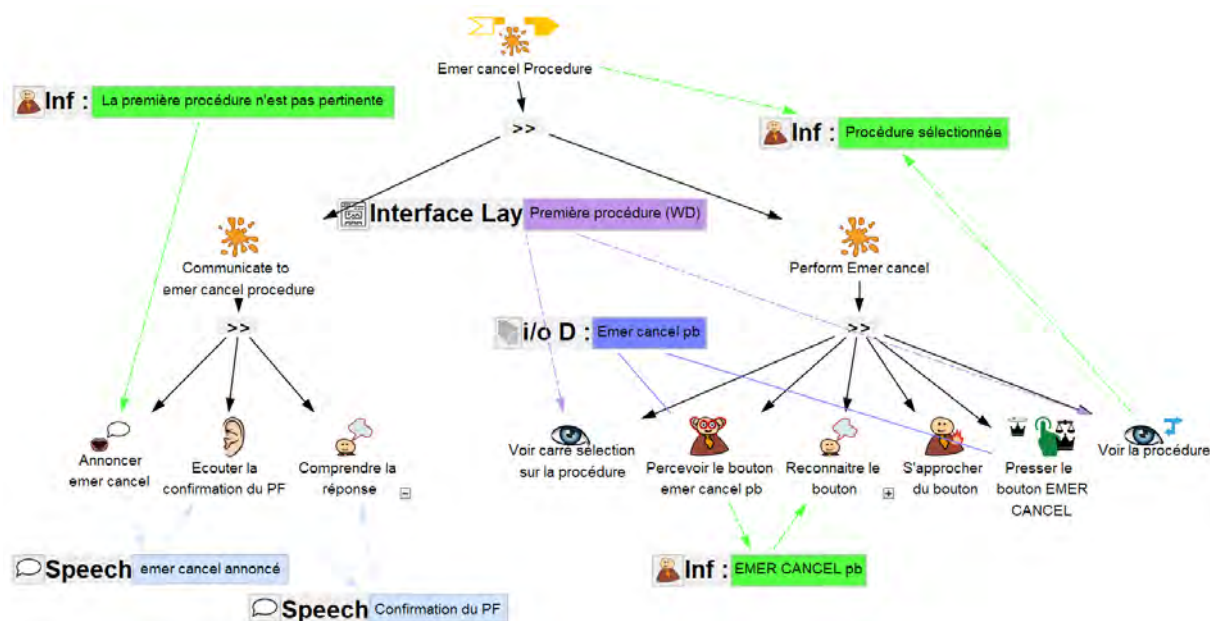 Emer cancel Procedure
Inf : La première procédure n'est pas pertinente
>>
Inf : Procédure sélectionnée
Interface Lay Première procédure (WD)
Communicate to
emer cancel procedure
Perform Emer cancel
>>
i/o D : Emer cancel pb
>>
Annoncer
emer cancel
Ecouter la
confirmation du PF
Comprendre la
réponse
Voir carré sélection
sur la procédure
Percevoir le bouton
emer cancel pb
Reconnaitre le
bouton
S'approcher
du bouton
Presser le
bouton EMER
CANCEL
Voir la procédure
Speech emer cancel annoncé
Inf : EMER CANCEL pb
Speech Confirmation du PF